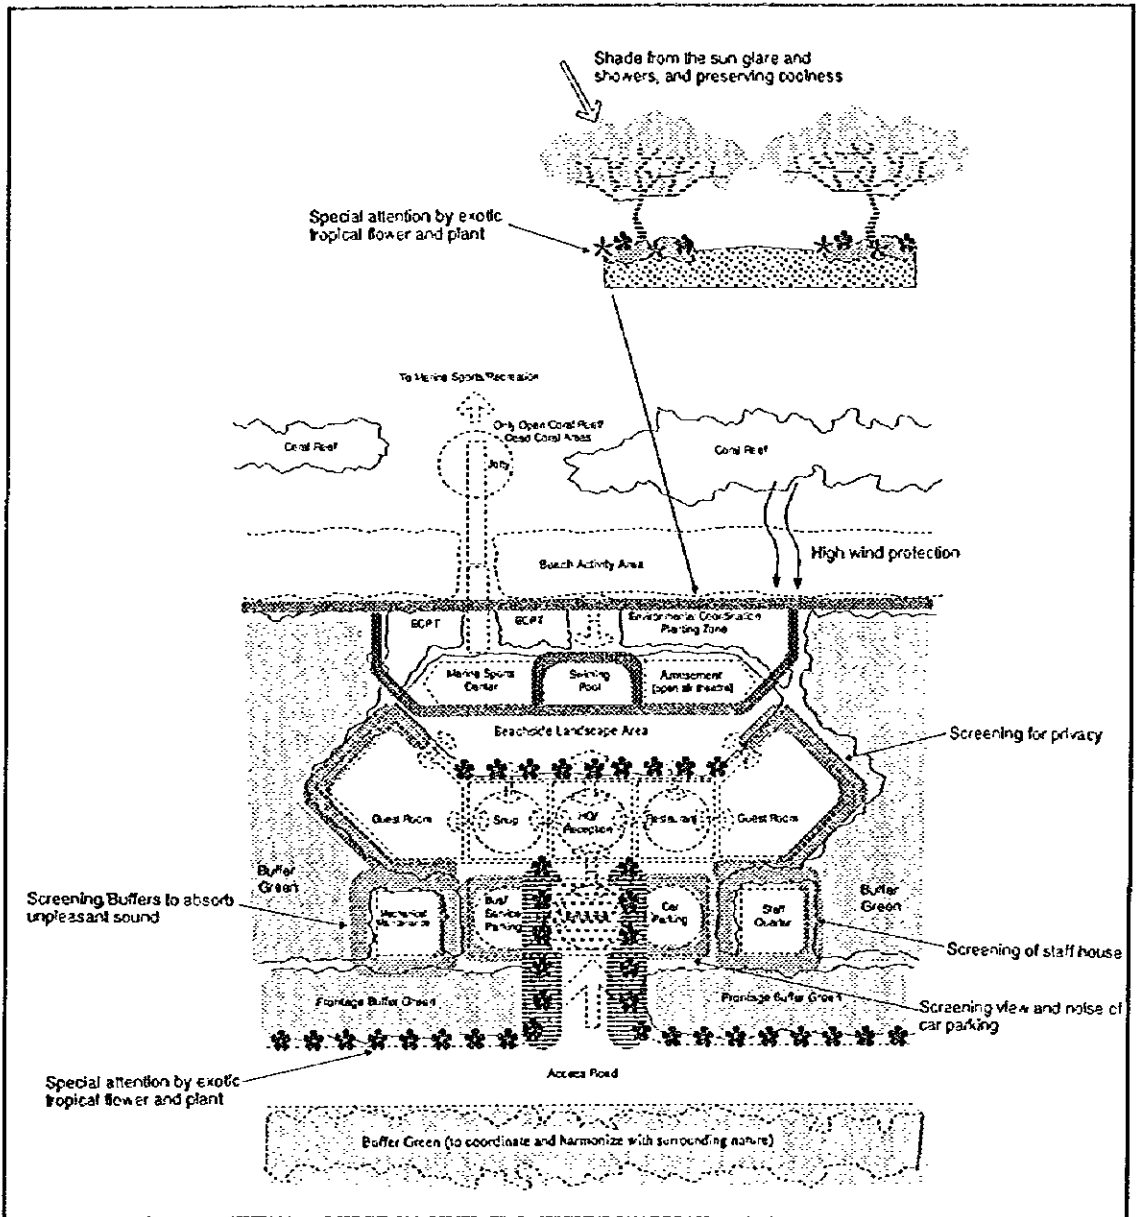 Shade from the sun glare and
showers, and preserving coolness
Special attention by exotic
tropical flower and plant
To Marine Sports/Recreation
Only Open Coral Reef/
Dead Coral Areas
Coral Reef
Jetty
Coral Reef
High wind protection
Beach Activity Area
ECPT
ECPZ
Environmental Coordination
Planting Zone
Marine Sports
Center
Swimming
Pool
Amusement
(open air theatre)
Beachside Landscape Area
Screening for privacy
Guest Room
Shop
HQ/
Reception
Restaurant
Guest Room
Buffer
Green
Buffer
Green
Screening/Buffers to absorb
unpleasant sound
Mechanical
Maintenance
Bus/
Service
Parking
Car
Parking
Staff
Quarter
Screening of staff house
Frontage Buffer Green
Frontage Buffer Green
Screening view and noise of
car parking
Special attention by exotic
tropical flower and plant
Access Road
Buffer Green (to coordinate and harmonize with surrounding nature)